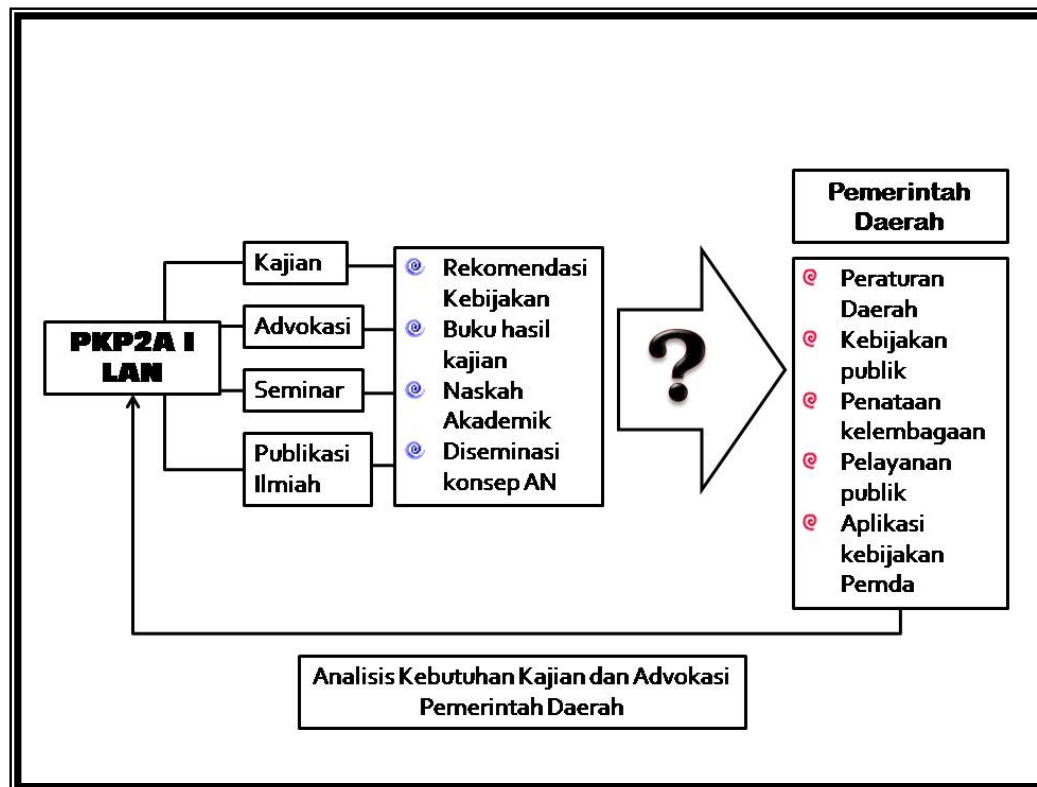 Pemerintah
Daerah
Kajian
Advokasi
PKP2A I
LAN
Seminar
Publikasi
Ilmiah
Rekomendasi
Kebijakan
Buku hasil
kajian
Naskah
Akademik
Diseminasi
konsep AN
?
Peraturan
Daerah
Kebijakan
publik
Penataan
kelembagaan
Pelayanan
publik
Aplikasi
kebijakan
Pemda
Analisis Kebutuhan Kajian dan Advokasi
Pemerintah Daerah